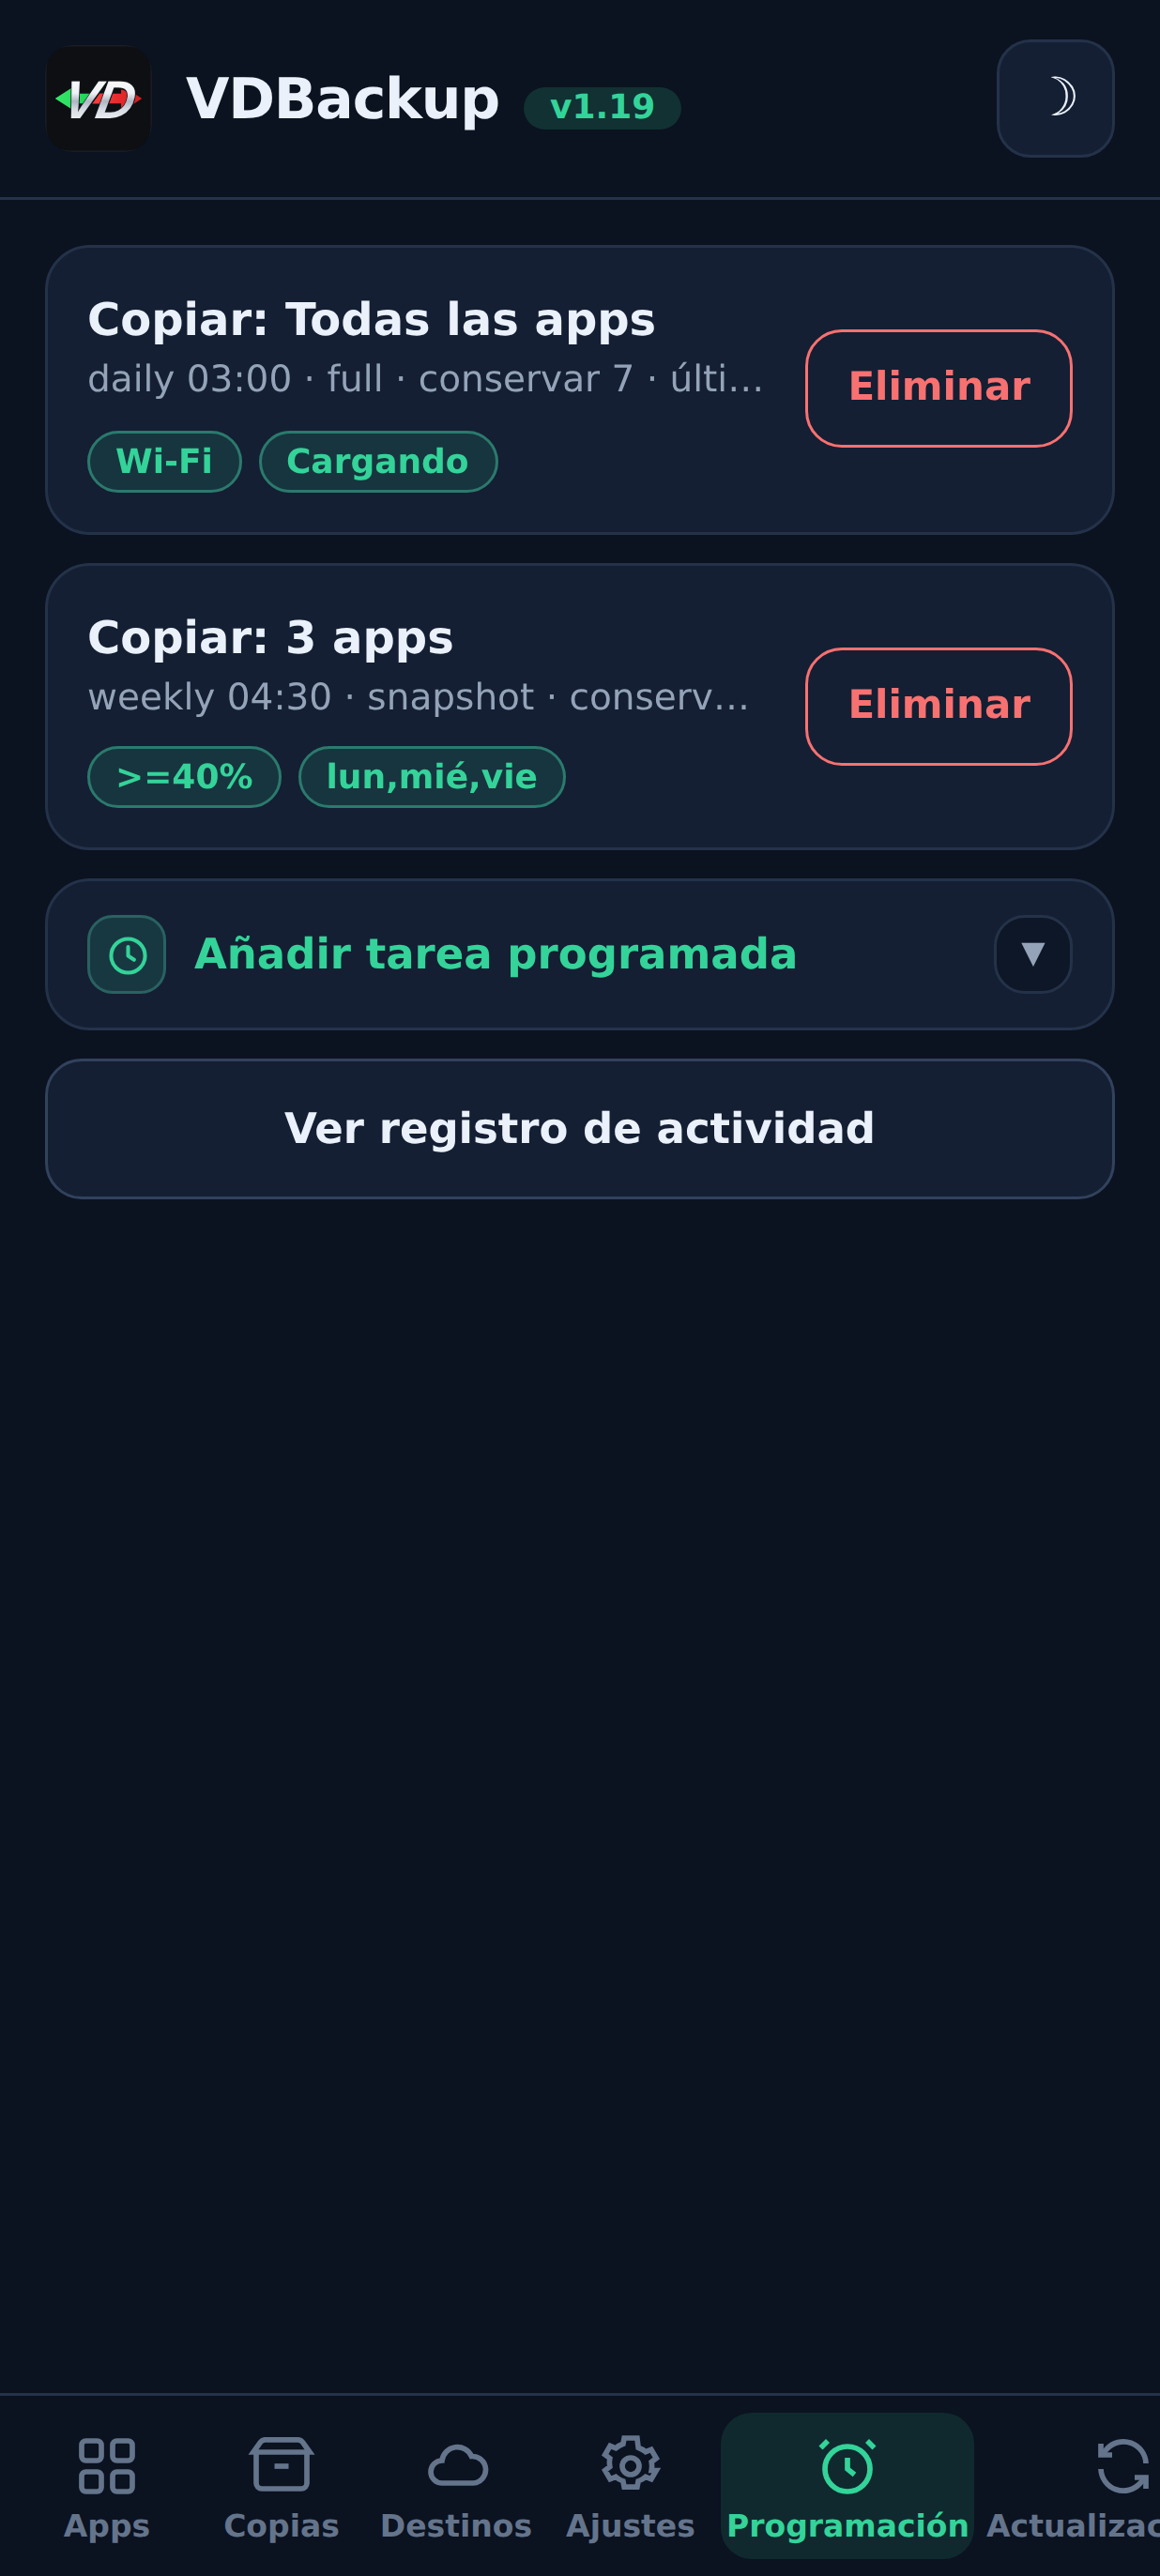 VD
VDBackup v1.19
Copiar: Todas las apps
daily 03:00 · full · conservar 7 · últi...
Eliminar
Wi-Fi Cargando
Copiar: 3 apps
weekly 04:30 · snapshot · conserv...
Eliminar
>=40% lun,mié,vie
Añadir tarea programada
Ver registro de actividad
Apps Copias Destinos Ajustes Programación Actualizac